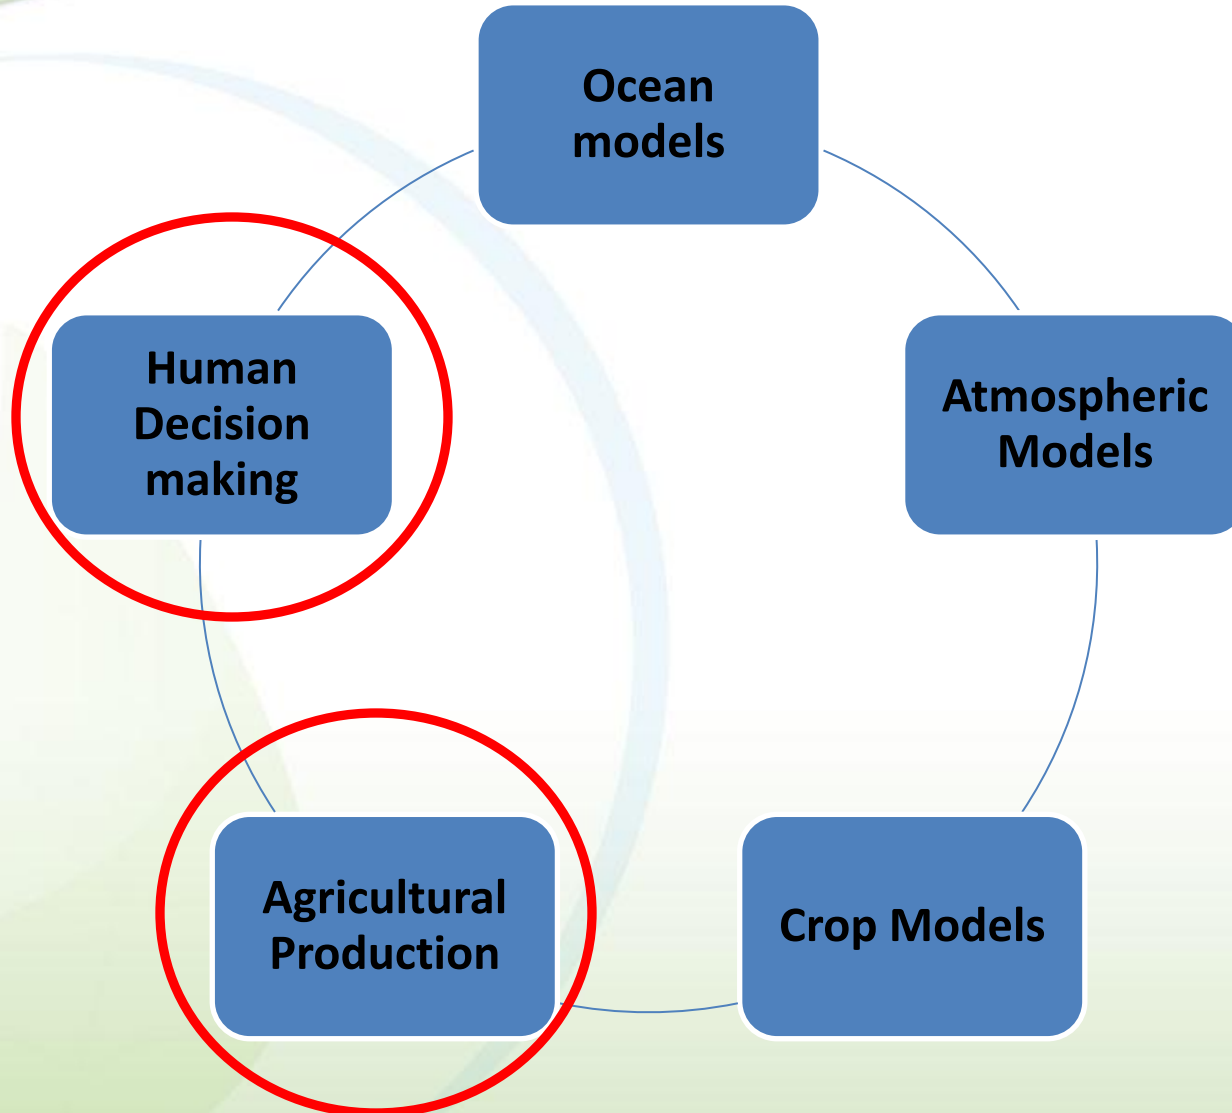 Ocean
models
Human
Decision
making
Atmospheric
Models
Agricultural
Production
Crop Models